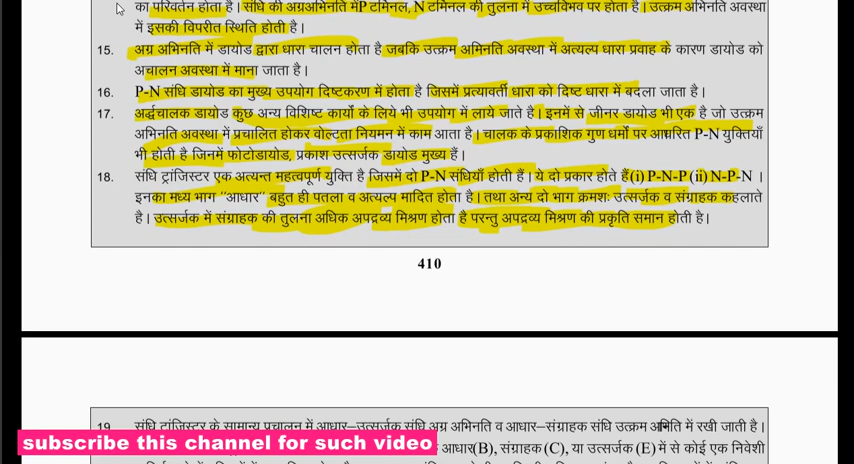 का परिवर्तन होता है। संधि की अग्रअभिनति मेंP टर्मिनल, N टर्मिनल की तुलना में उच्चविभव पर होता है। उत्क्रम अभिनति अवस्था
में इसकी विपरीत स्थिति होती है।
15. अग्र अभिनति में डायोड द्वारा धारा चालन होता है जबकि उत्क्रम अभिनति अवस्था में अत्यल्प धारा प्रवाह के कारण डायोड को
अचालन अवस्था में माना जाता है।
16. P-N संधि डायोड का मुख्य उपयोग दिष्टकरण में होता है जिसमें प्रत्यावर्ती धारा को दिष्ट धारा में बदला जाता है।
17. अर्द्धचालक डायोड कुछ अन्य विशिष्ट कार्यों के लिये भी उपयोग में लाये जाते है। इनमें से जीनर डायोड भी एक है जो उत्क्रम
अभिनति अवस्था में प्रचालित होकर वोल्टता नियमन में काम आता है। चालक के प्रकाशिक गुण धर्मों पर आधारित P-N युक्तियाँ
भी होती है जिनमें फोटोडायोड, प्रकाश उत्सर्जक डायोड मुख्य हैं।
18. संधि ट्रांजिस्टर एक अत्यन्त महत्वपूर्ण युक्ति है जिसमें दो P-N संधियाँ होती हैं। ये दो प्रकार होते हैं (i) P-N-P (ii) N-P-N ।
इनका मध्य भाग "आधार" बहुत ही पतला व अत्यल्प मादित होता है। तथा अन्य दो भाग क्रमशः उत्सर्जक व संग्राहक कहलाते
है। उत्सर्जक में संग्राहक की तुलना अधिक अपद्रव्य मिश्रण होता है परन्तु अपद्रव्य मिश्रण की प्रकृति समान होती है।
410
19. संधि ट्रांजिस्टर के सामान्य प्रचालन में आधार–उत्सर्जक संधि अग्र अभिनति व आधार–संग्राहक संधि उत्क्रम में रखी जाती है।
आधार(B), संग्राहक (C), या उत्सर्जक (E) में से कोई एक निवेशी
subscribe this channel for such video